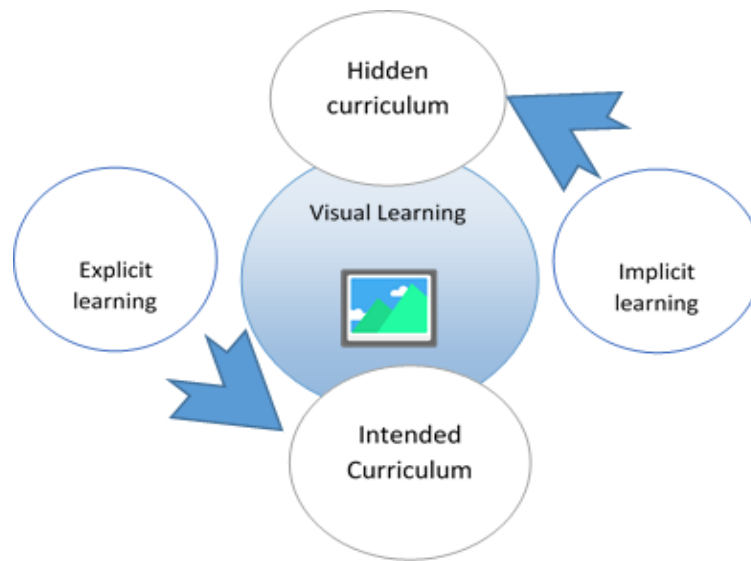 Hidden
curriculum
Visual Learning
Explicit
learning
Implicit
learning
Intended
Curriculum